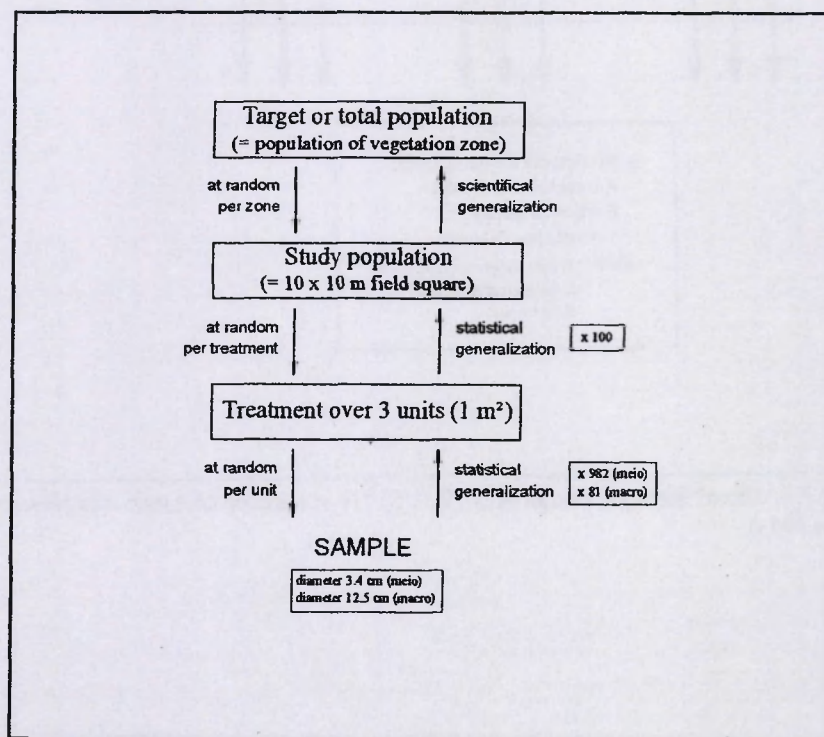 Target or total population
(= population of vegetation zone)
at random
per zone
scientifical
generalization
Study population
(= 10 x 10 m field square)
at random
per treatment
statistical
generalization
x 100
Treatment over 3 units (1 m²)
at random
per unit
statistical
generalization
x 982 (meio)
x 81 (macro)
SAMPLE
diameter 3.4 cm (meio)
diameter 12.5 cm (macro)